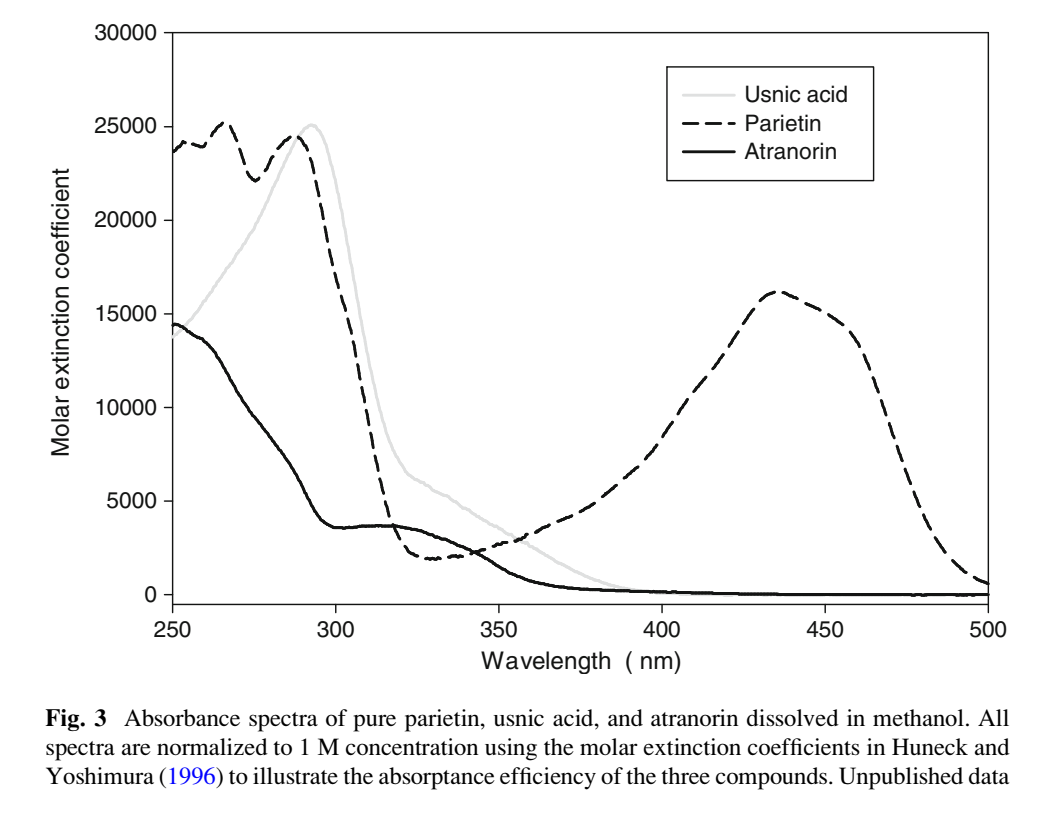 30000
25000
20000
15000
10000
5000
0
Molar extinction coefficient
Usnic acid
Parietin
Atranorin
250 300 350 400 450 500
Wavelength ( nm)
Fig. 3 Absorbance spectra of pure parietin, usnic acid, and atranorin dissolved in methanol. All
spectra are normalized to 1 M concentration using the molar extinction coefficients in Huneck and
Yoshimura (1996) to illustrate the absorptance efficiency of the three compounds. Unpublished data